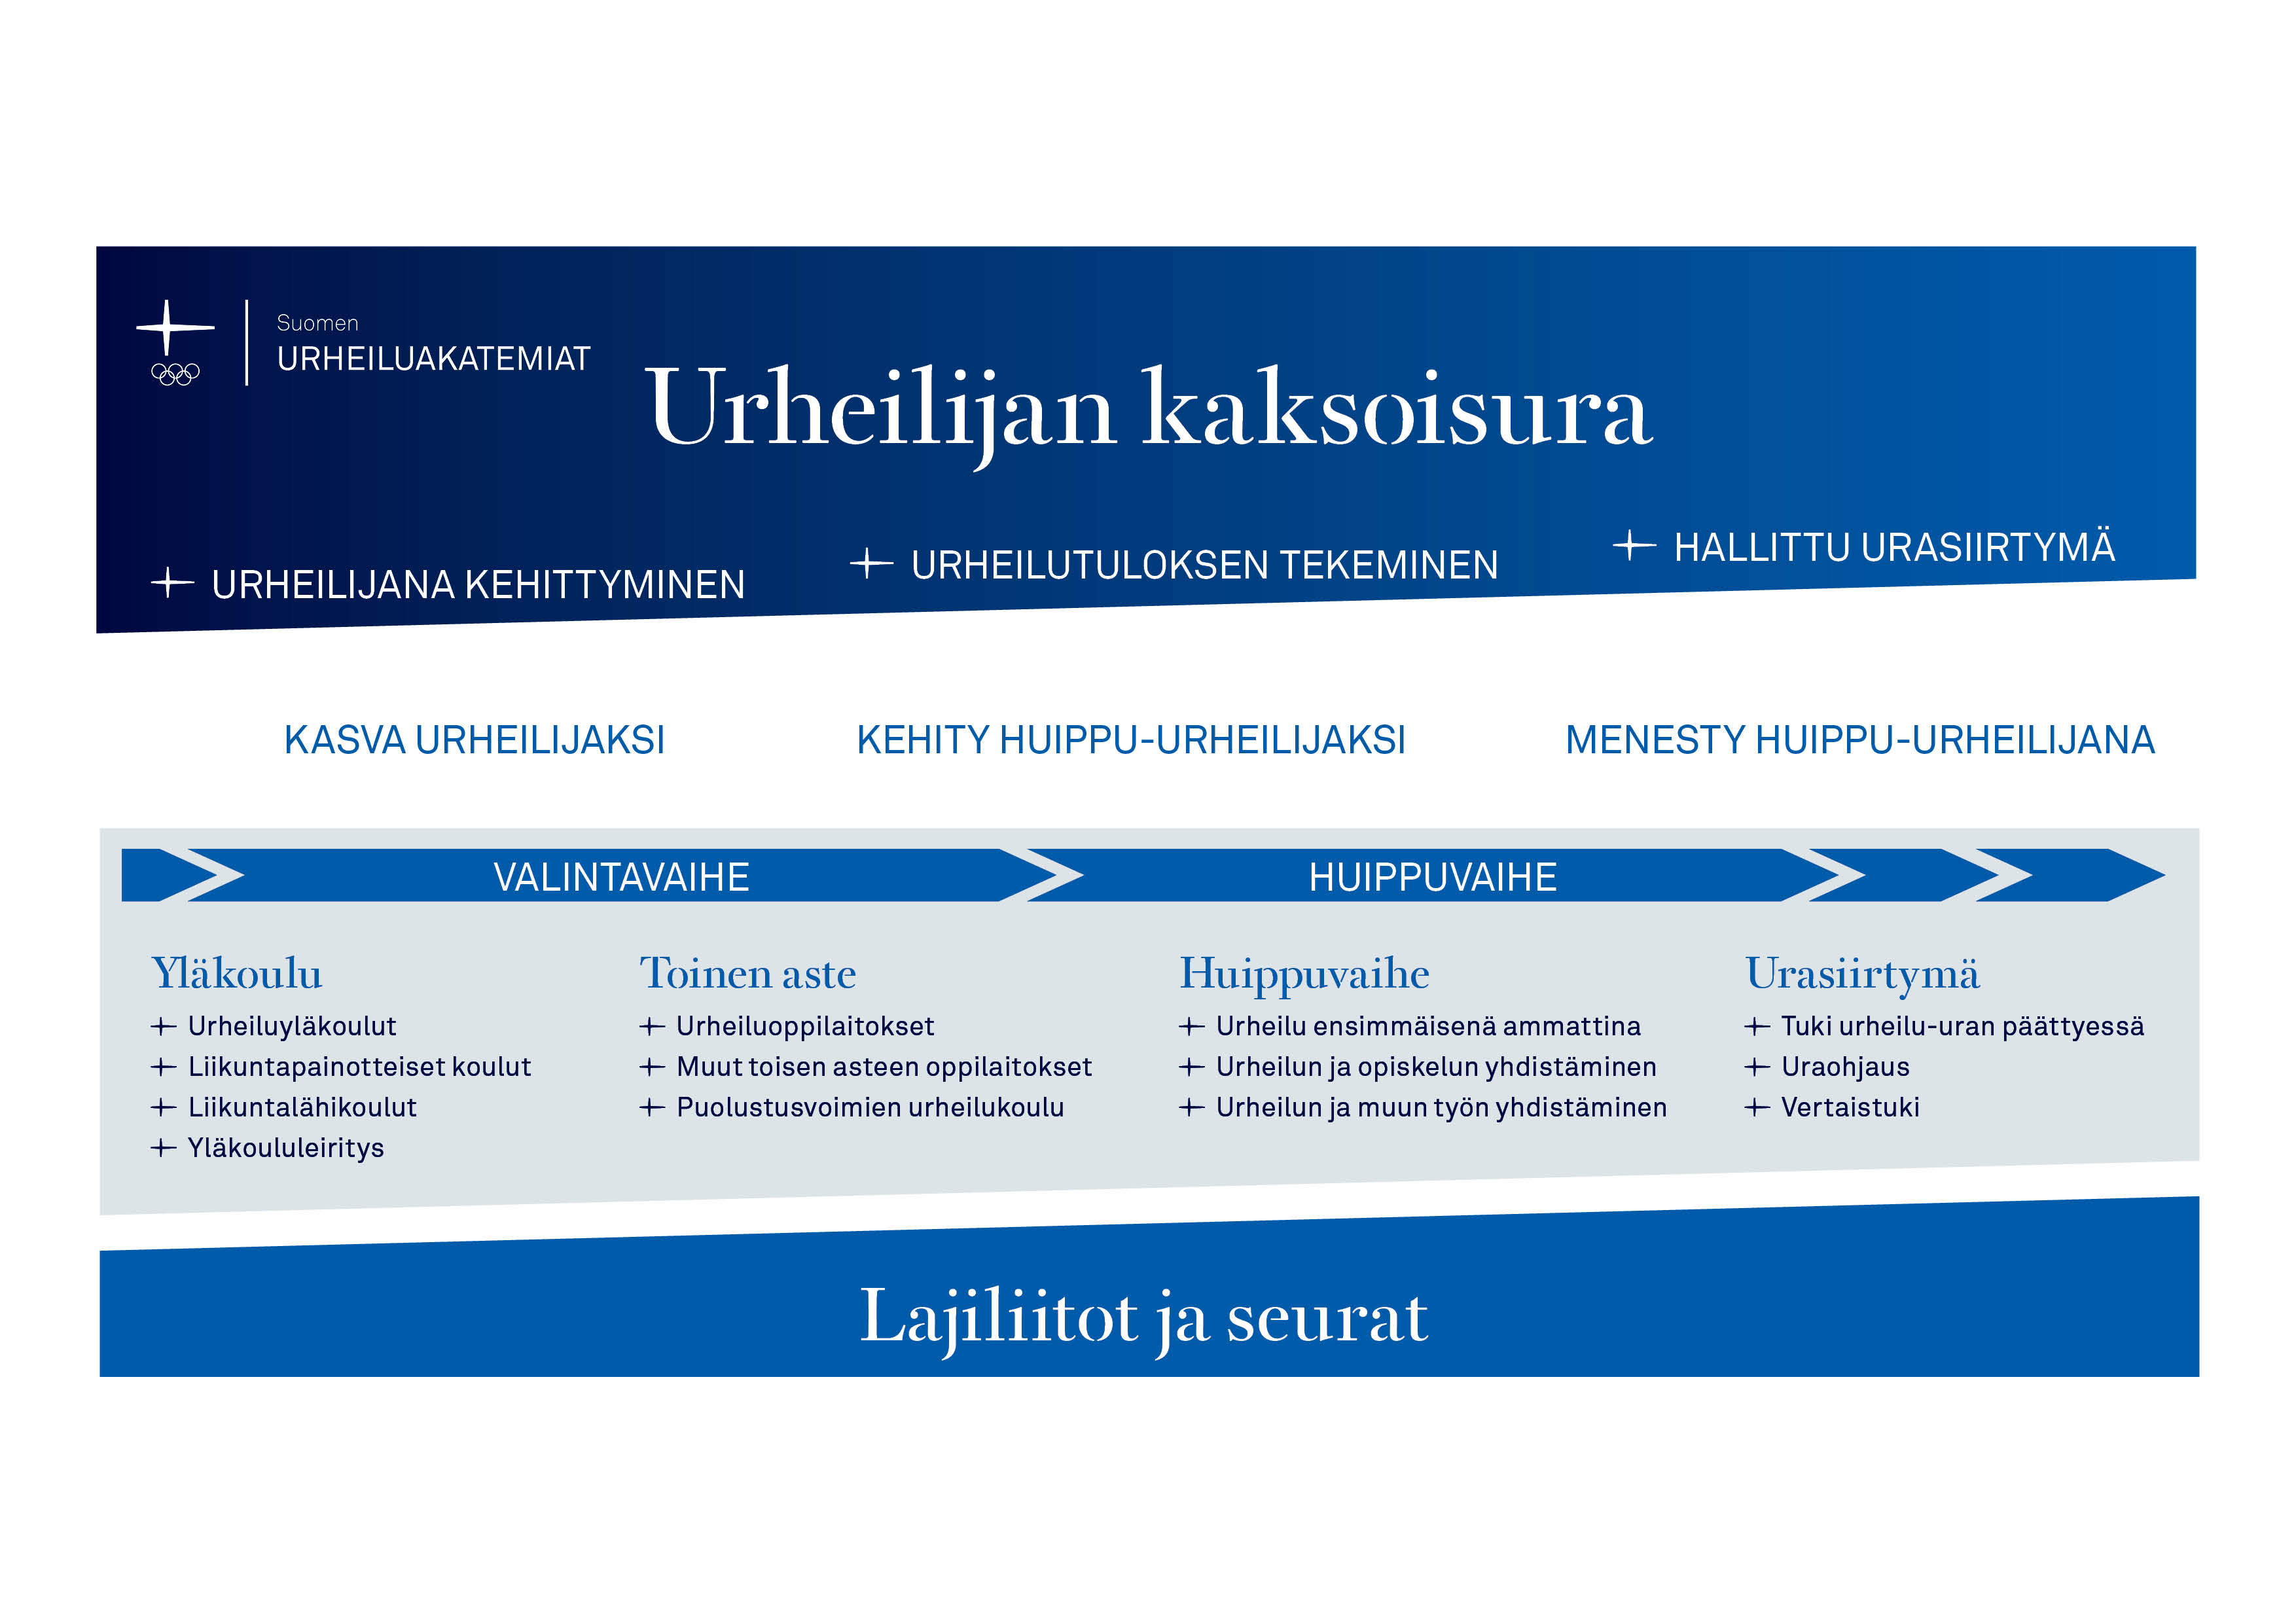 Suomen
URHEILUAKATEMIAT
Urheilijan kaksoisura
URHEILIJANA KEHITTYMINEN
URHEILUTULOKSEN TEKEMINEN
HALLITTU URASIIRTYMÄ
KASVA URHEILIJAKSI
KEHITY HUIPPU-URHEILIJAKSI
MENESTY HUIPPU-URHEILIJANA
VALINTAVAIHE
HUIPPUVAIHE
Yläkoulu
Urheiluyläkoulut
Liikuntapainotteiset koulut
Liikuntalähikoulut
Yläkoululeiritys
Toinen aste
Urheiluoppilaitokset
Muut toisen asteen oppilaitokset
Puolustusvoimien urheilukoulu
Huippuvaihe
Urheilu ensimmäisenä ammattina
Urheilun ja opiskelun yhdistäminen
Urheilun ja muun työn yhdistäminen
Urasiirtymä
Tuki urheilu-uran päättyessä
Uraohjaus
Vertaistuki
Lajiliitot ja seurat